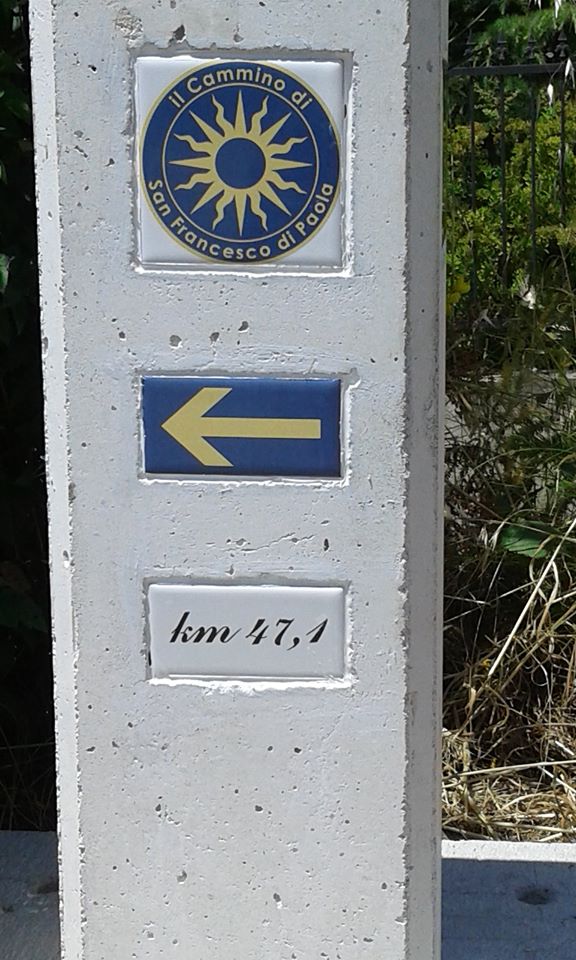 il Cammino di
San Francesco di Paola
km 47,1